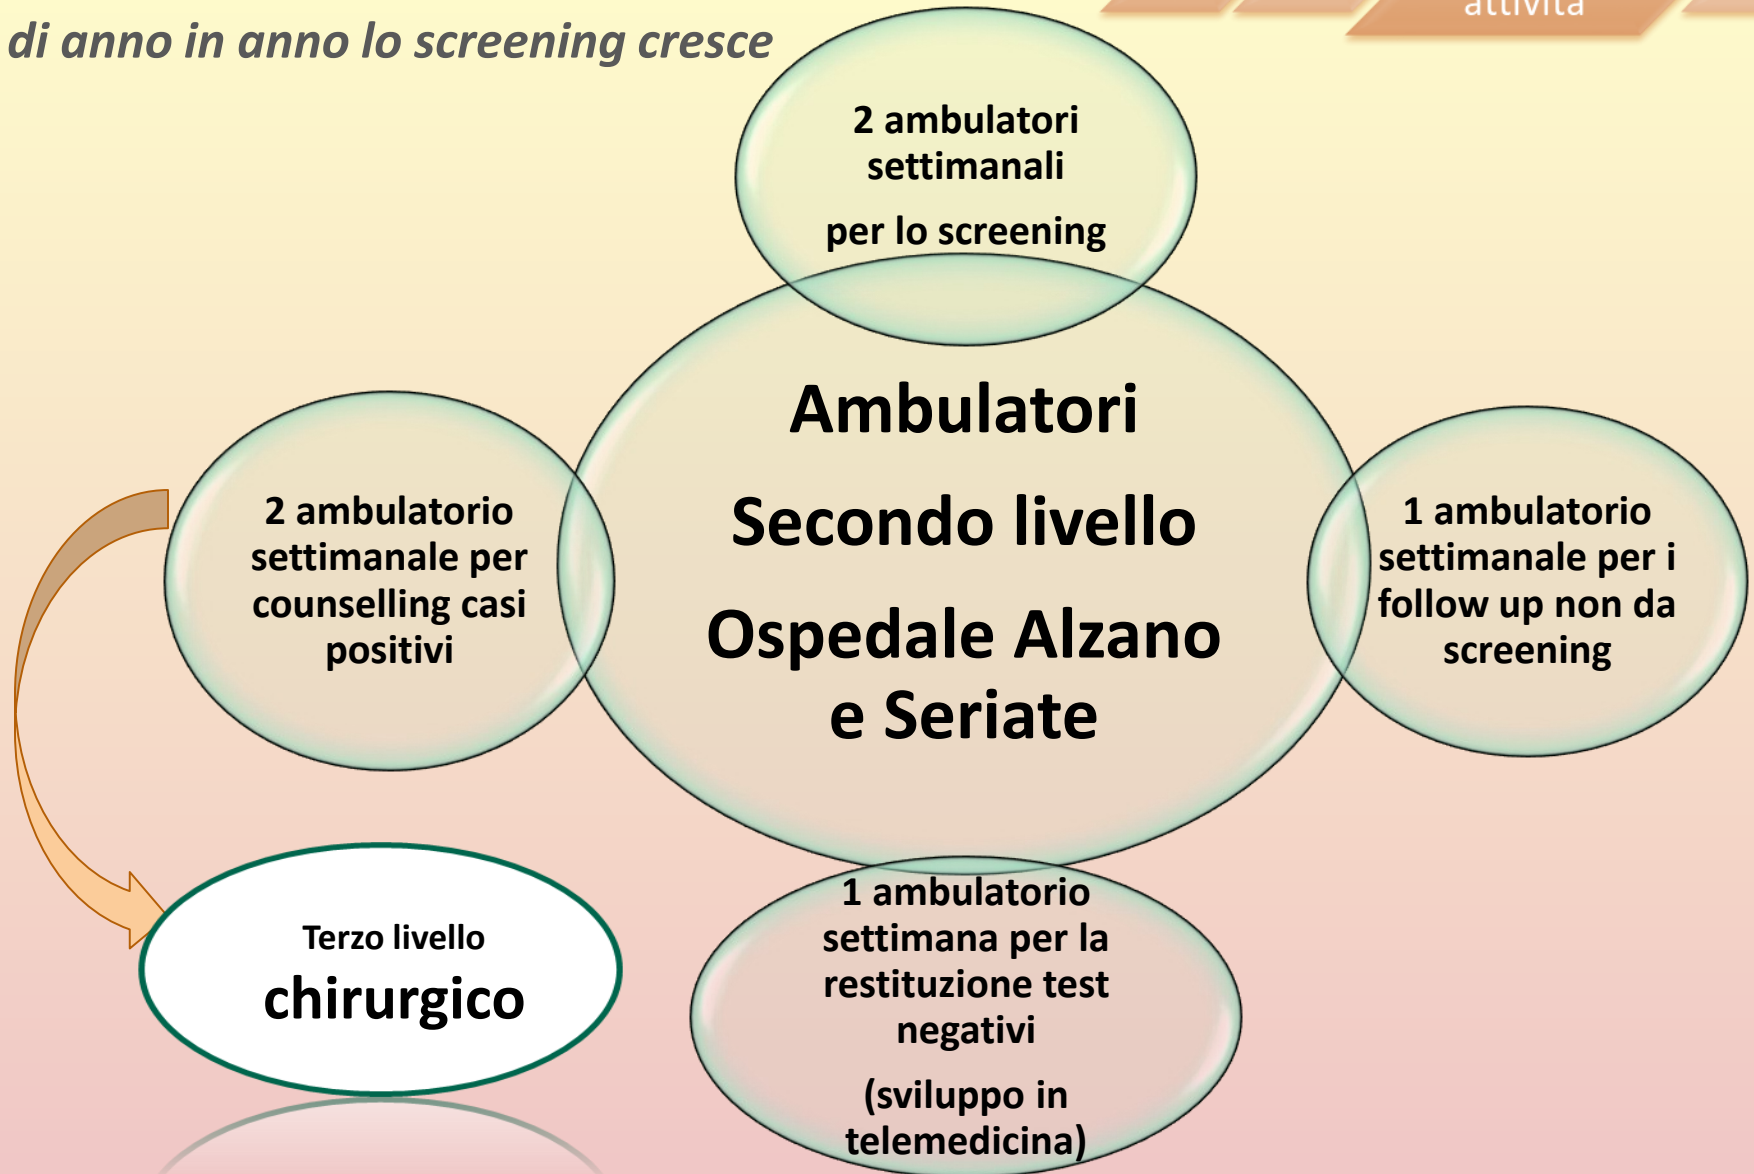 attività
di anno in anno lo screening cresce
2 ambulatori
settimanali
per lo screening
Ambulatori
Secondo livello
Ospedale Alzano
e Seriate
2 ambulatorio
settimanale per
counselling casi
positivi
1 ambulatorio
settimanale per i
follow up non da
screening
Terzo livello
chirurgico
1 ambulatorio
settimana per la
restituzione test
negativi
(sviluppo in
telemedicina)